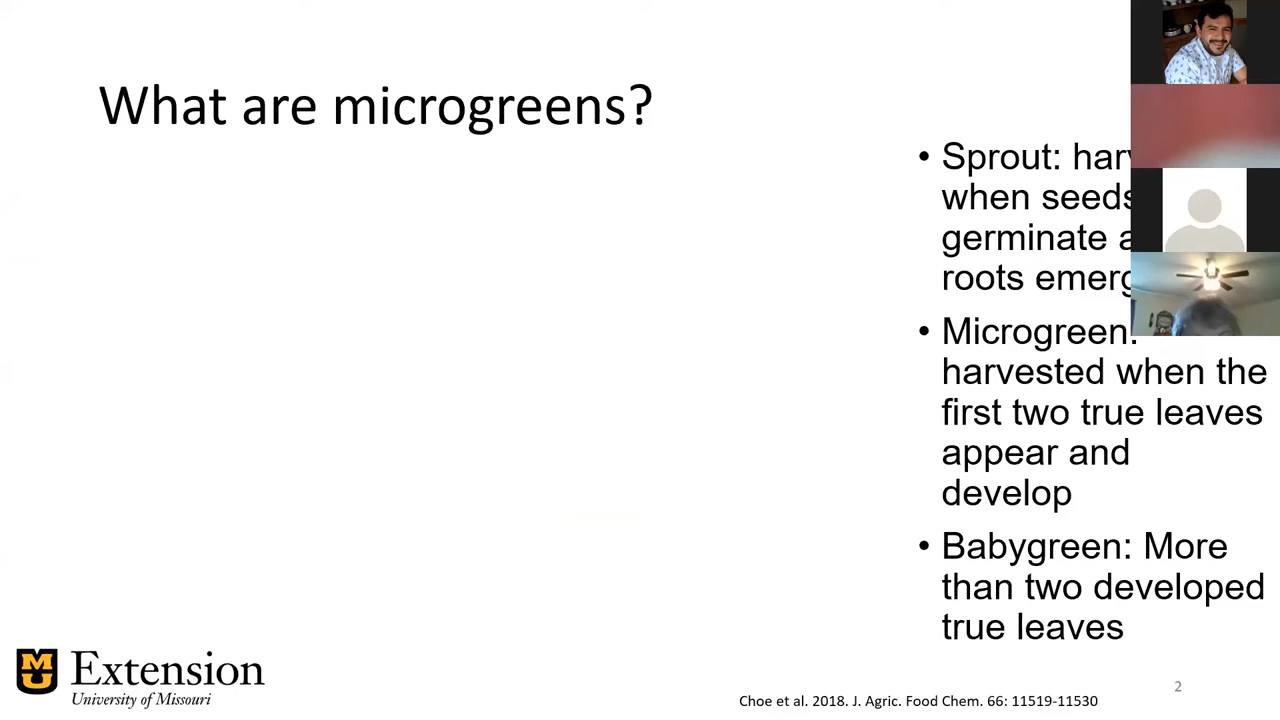 What are microgreens?
• Sprout:
when seeds
germinate
roots
• Microgreen:
harvested when the
first two true leaves
appear and
develop
• Babygreen: More
than two developed
true leaves
MU Extension
University of Missouri
Choe et al. 2018. J. Agric. Food Chem. 66: 11519-11530
2